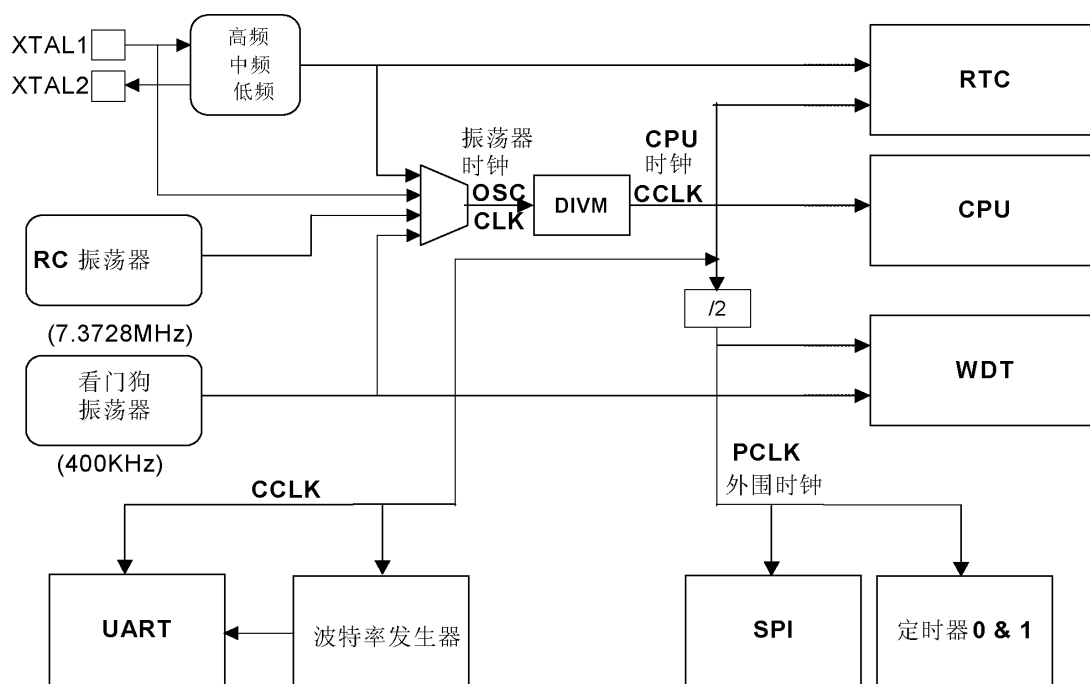 XTAL1
XTAL2
高频
中频
低频
RTC
振荡器
时钟
OSC
CLK
DIVM
CPU
时钟
CCLK
CPU
RC 振荡器
(7.3728MHz)
/2
看门狗
振荡器
(400KHz)
WDT
CCLK
PCLK
外围时钟
UART
波特率发生器
SPI
定时器 0 & 1